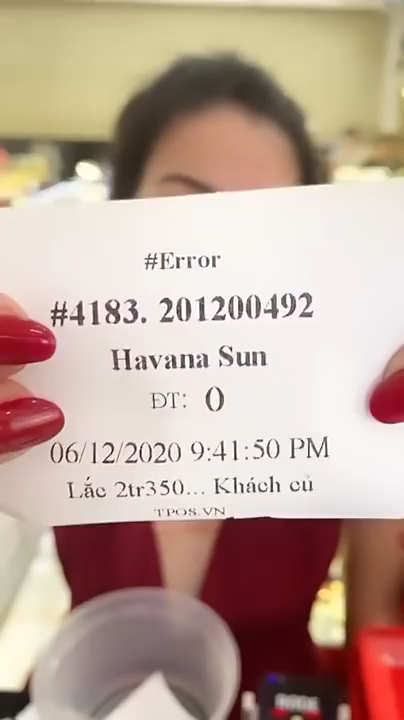 #Error
#4183. 201200492
Havana Sun
ĐT: 0
06/12/2020 9:41:50 PM
Lắc 2tr350... Khách củ
TPOS.VN